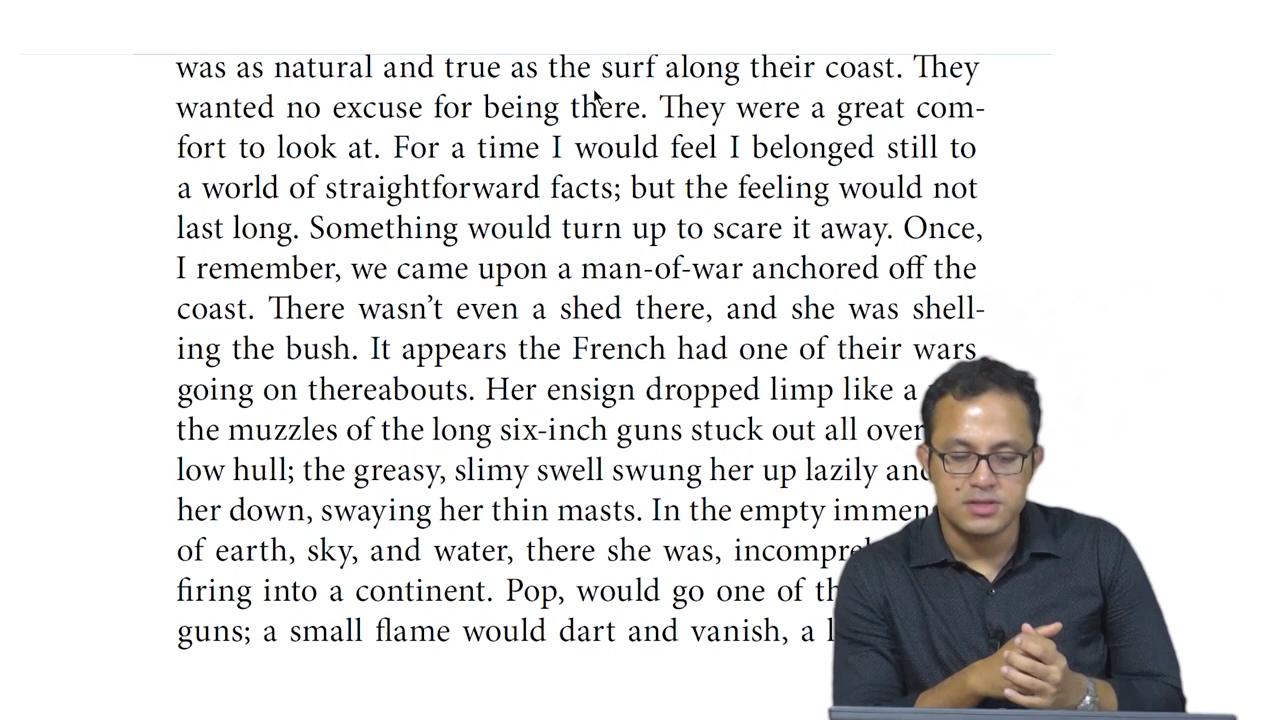 was as natural and true as the surf along their coast. They
wanted no excuse for being there. They were a great com-
fort to look at. For a time I would feel I belonged still to
a world of straightforward facts; but the feeling would not
last long. Something would turn up to scare it away. Once,
I remember, we came upon a man-of-war anchored off the
coast. There wasn’t even a shed there, and she was shell-
ing the bush. It appears the French had one of their wars
going on thereabouts. Her ensign dropped limp like a
the muzzles of the long six-inch guns stuck out all over
low hull; the greasy, slimy swell swung her up lazily and
her down, swaying her thin masts. In the empty
of earth, sky, and water, there she was,
firing into a continent. Pop, would go one of
guns; a small flame would dart and vanish, a